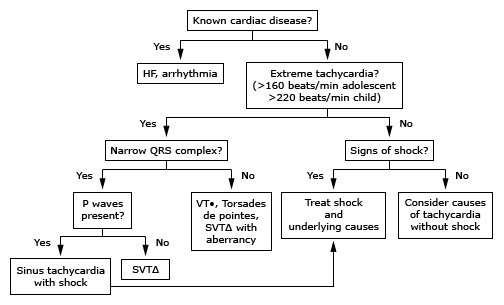 Known cardiac disease?
Yes
No
HF, arrhythmia
Extreme tachycardia?
(>160 beats/min adolescent
>220 beats/min child)
Yes
No
Narrow QRS complex?
Signs of shock?
Yes
No
Yes
No
P waves
present?
VT•, Torsades
de pointes,
SVTΔ with
aberrancy
Treat shock
and
underlying causes
Consider causes
of tachycardia
without shock
Yes
No
Sinus tachycardia
with shock
SVTΔ